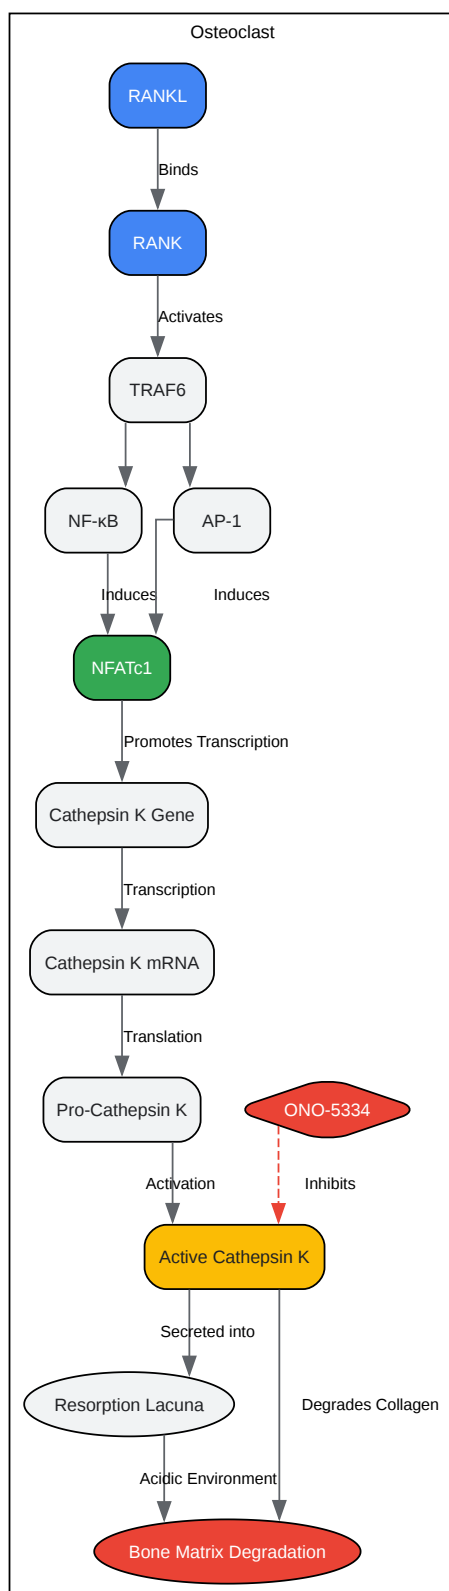 Osteoclast
RANKL
Binds
RANK
Activates
TRAF6
NF-κB
AP-1
Induces
Induces
NFATc1
Promotes Transcription
Cathepsin K Gene
Transcription
Cathepsin K mRNA
Translation
Pro-Cathepsin K
ONO-5334
Activation
Inhibits
Active Cathepsin K
Secreted into
Resorption Lacuna
Degrades Collagen
Acidic Environment
Bone Matrix Degradation